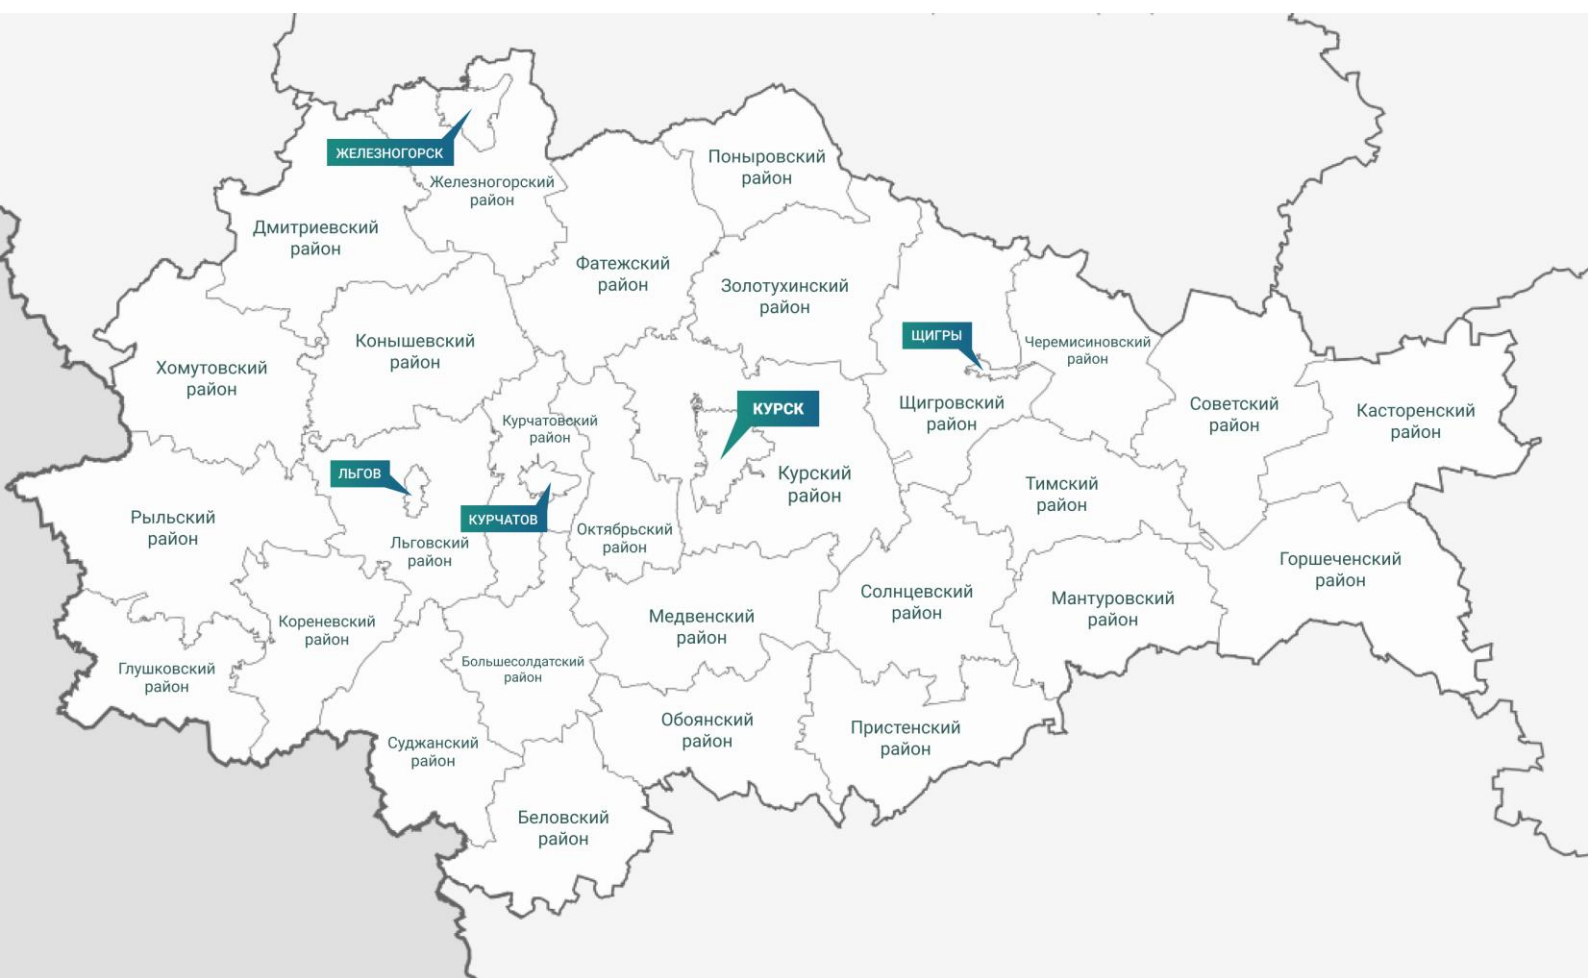 Поныровский
район
ЖЕЛЕЗНОГОРСК
Железногорский
район
Дмитриевский
район
Фатежский
район
Золотухинский
район
ЩИГРЫ
Черемисиновский
район
Конышевский
район
Хомутовский
район
Щигровский
район
Советский
район
Касторенский
район
КУРСК
Курчатовский
район
ЛЬГОВ
Курский
район
Тимский
район
Рыльский
район
КУРЧАТОВ
Октябрьский
район
Льговский
район
Горшеченский
район
Солнцевский
район
Мантуровский
район
Медвенский
район
Кореневский
район
Глушковский
район
Большесолдатский
район
Обоянский
район
Пристенский
район
Суджанский
район
Беловский
район